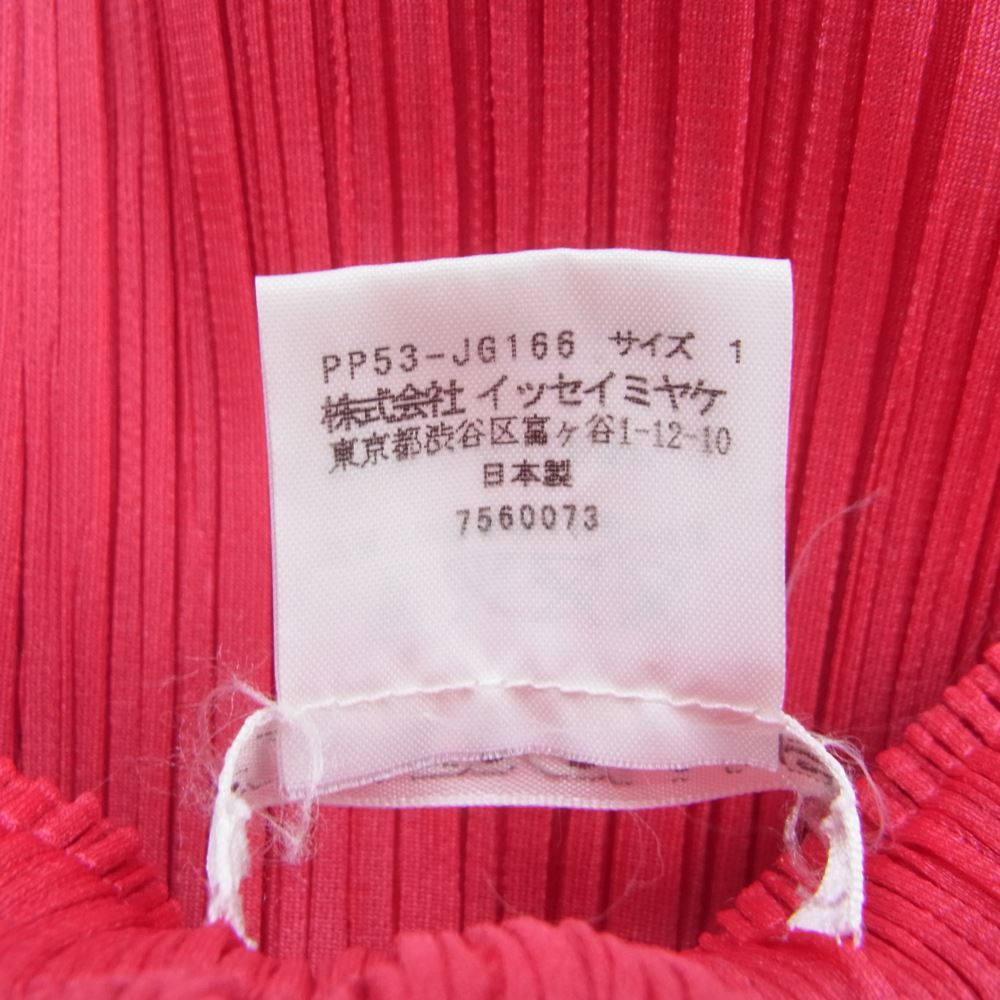 PP53-JG166 サイズ 1
株式会社 イッセイミヤケ
東京都渋谷区富ヶ谷1-12-10
日本製
7560073